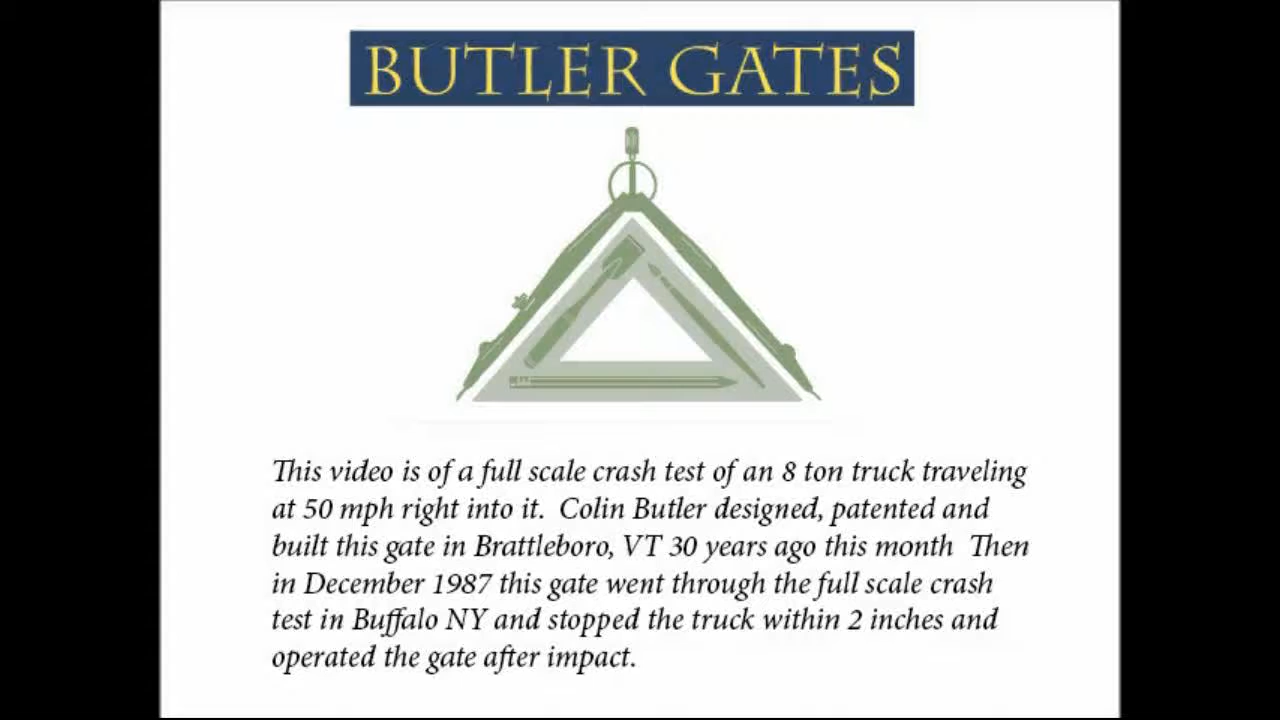 BUTLER GATES
This video is of a full scale crash test of an 8 ton truck traveling
at 50 mph right into it.  Colin Butler designed, patented and
built this gate in Brattleboro, VT 30 years ago this month  Then
in December 1987 this gate went through the full scale crash
test in Buffalo NY and stopped the truck within 2 inches and
operated the gate after impact.